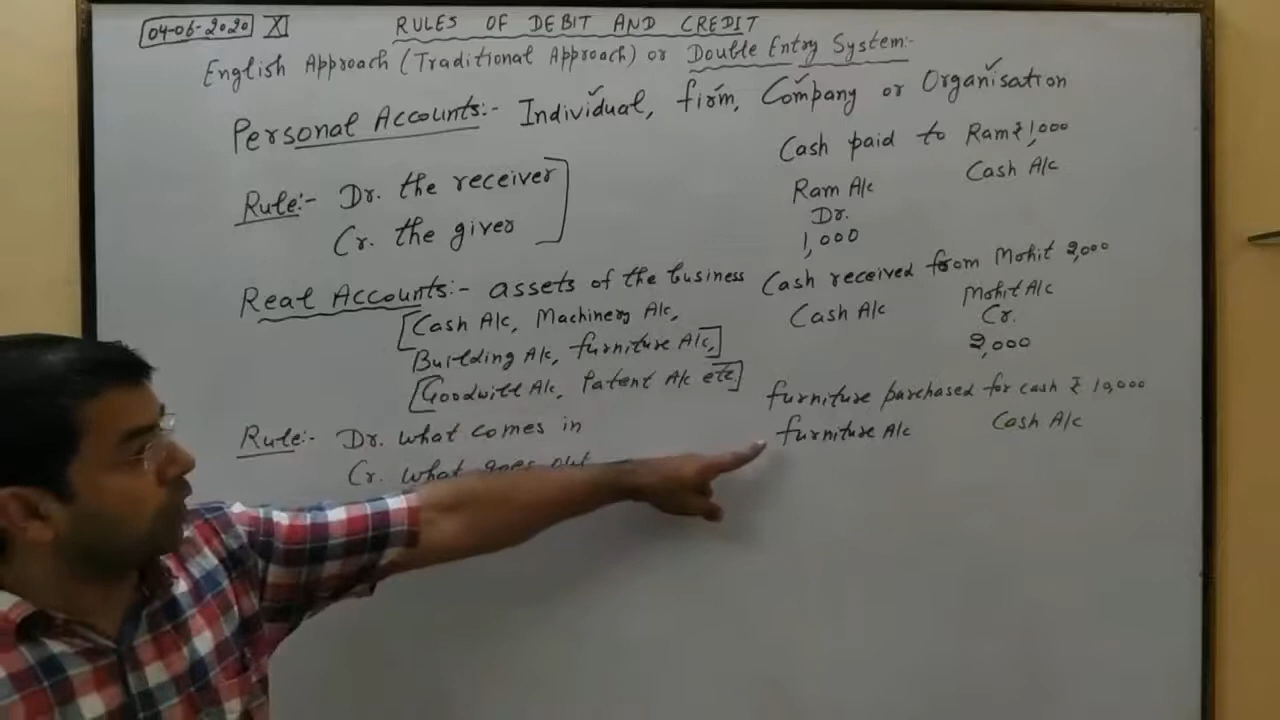 04-06-2020 XI
RULES OF DEBIT AND CREDIT
English Approach (Traditional Approach) or Double Entry System:-
Personal Accounts:- Individual, firm, Company or Organisation
Rule:- Dr. the receiver
Cr. the giver
Real Accounts:- assets of the business
[Cash A/c, Machinery A/c,
Building A/c, furniture A/c,]
[Goodwill A/c, Patent A/c etc]
Rule:- Dr. what comes in
Cr. what goes out
Cash paid to Ram ₹1,000
Ram A/c Cash A/c
Dr.
1,000
Cash received from Mohit 2,000
Cash A/c Mohit A/c
Cr.
2,000
furniture purchased for cash ₹ 10,000
furniture A/c Cash A/c